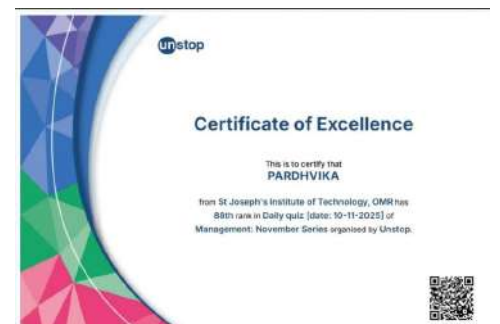 unstop
Certificate of Excellence
This is to certify that
PARDHVIKA
from St Joseph's Institute of Technology, OMR has
88th rank in Daily quiz [date: 10-11-2025] of
Management: November Series organised by Unstop.